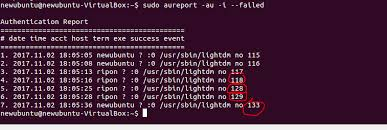 newubuntu@newubuntu-VirtualBox:~$ sudo aureport -au -i --failed
Authentication Report
============================================
# date time acct host term exe success event
============================================
1. 2017.11.02 18:05:05 newubuntu ? :0 /usr/sbin/lightdm no 115
2. 2017.11.02 18:05:08 newubuntu ? :0 /usr/sbin/lightdm no 116
3. 2017.11.02 18:05:13 ripon ? :0 /usr/sbin/lightdm no 117
4. 2017.11.02 18:05:16 ripon ? :0 /usr/sbin/lightdm no 118
5. 2017.11.02 18:05:25 ripon ? :0 /usr/sbin/lightdm no 128
6. 2017.11.02 18:05:28 ripon ? :0 /usr/sbin/lightdm no 129
7. 2017.11.02 18:05:36 newubuntu ? :0 /usr/sbin/lightdm no 133
newubuntu@newubuntu-VirtualBox:~$